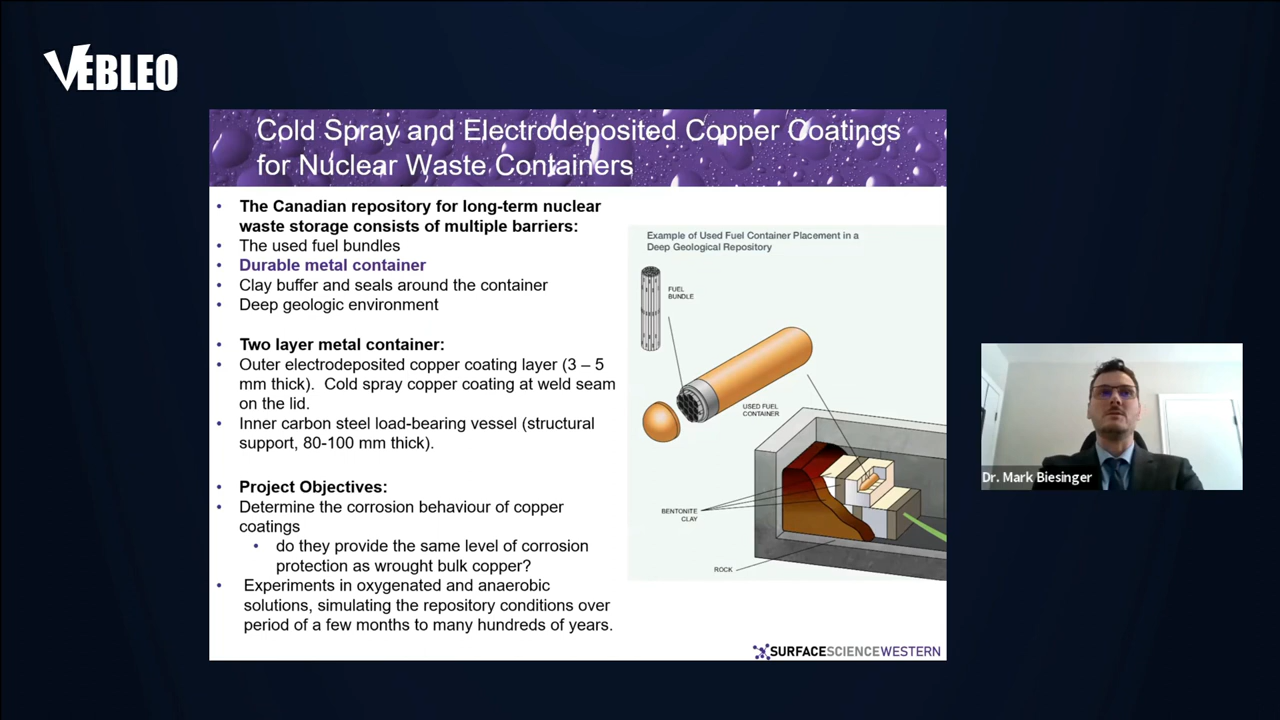 VEBLEO
Cold Spray and Electrodeposited Copper Coatings
for Nuclear Waste Containers
• The Canadian repository for long-term nuclear
waste storage consists of multiple barriers:
• The used fuel bundles
• Durable metal container
• Clay buffer and seals around the container
• Deep geologic environment
• Two layer metal container:
• Outer electrodeposited copper coating layer (3 – 5
mm thick). Cold spray copper coating at weld seam
on the lid.
• Inner carbon steel load-bearing vessel (structural
support, 80-100 mm thick).
• Project Objectives:
• Determine the corrosion behaviour of copper
coatings
• do they provide the same level of corrosion
protection as wrought bulk copper?
• Experiments in oxygenated and anaerobic
solutions, simulating the repository conditions over
period of a few months to many hundreds of years.
Example of Used Fuel Container Placement in a
Deep Geological Repository
FUEL
BUNDLE
USED FUEL
CONTAINER
BENTONITE
CLAY
ROCK
SURFACESCIENCEWESTERN
Dr. Mark Biesinger